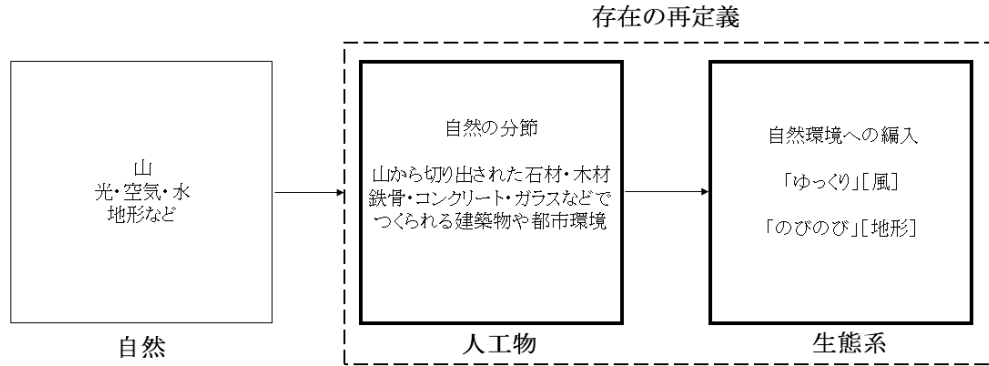 存在の再定義
山
光・空気・水
地形など
自然
自然の分節
山から切り出された石材・木材
鉄骨・コンクリート・ガラスなどで
つくられる建築物や都市環境
人工物
自然環境への編入
「ゆっくり」[風]
「のびのび」[地形]
生態系